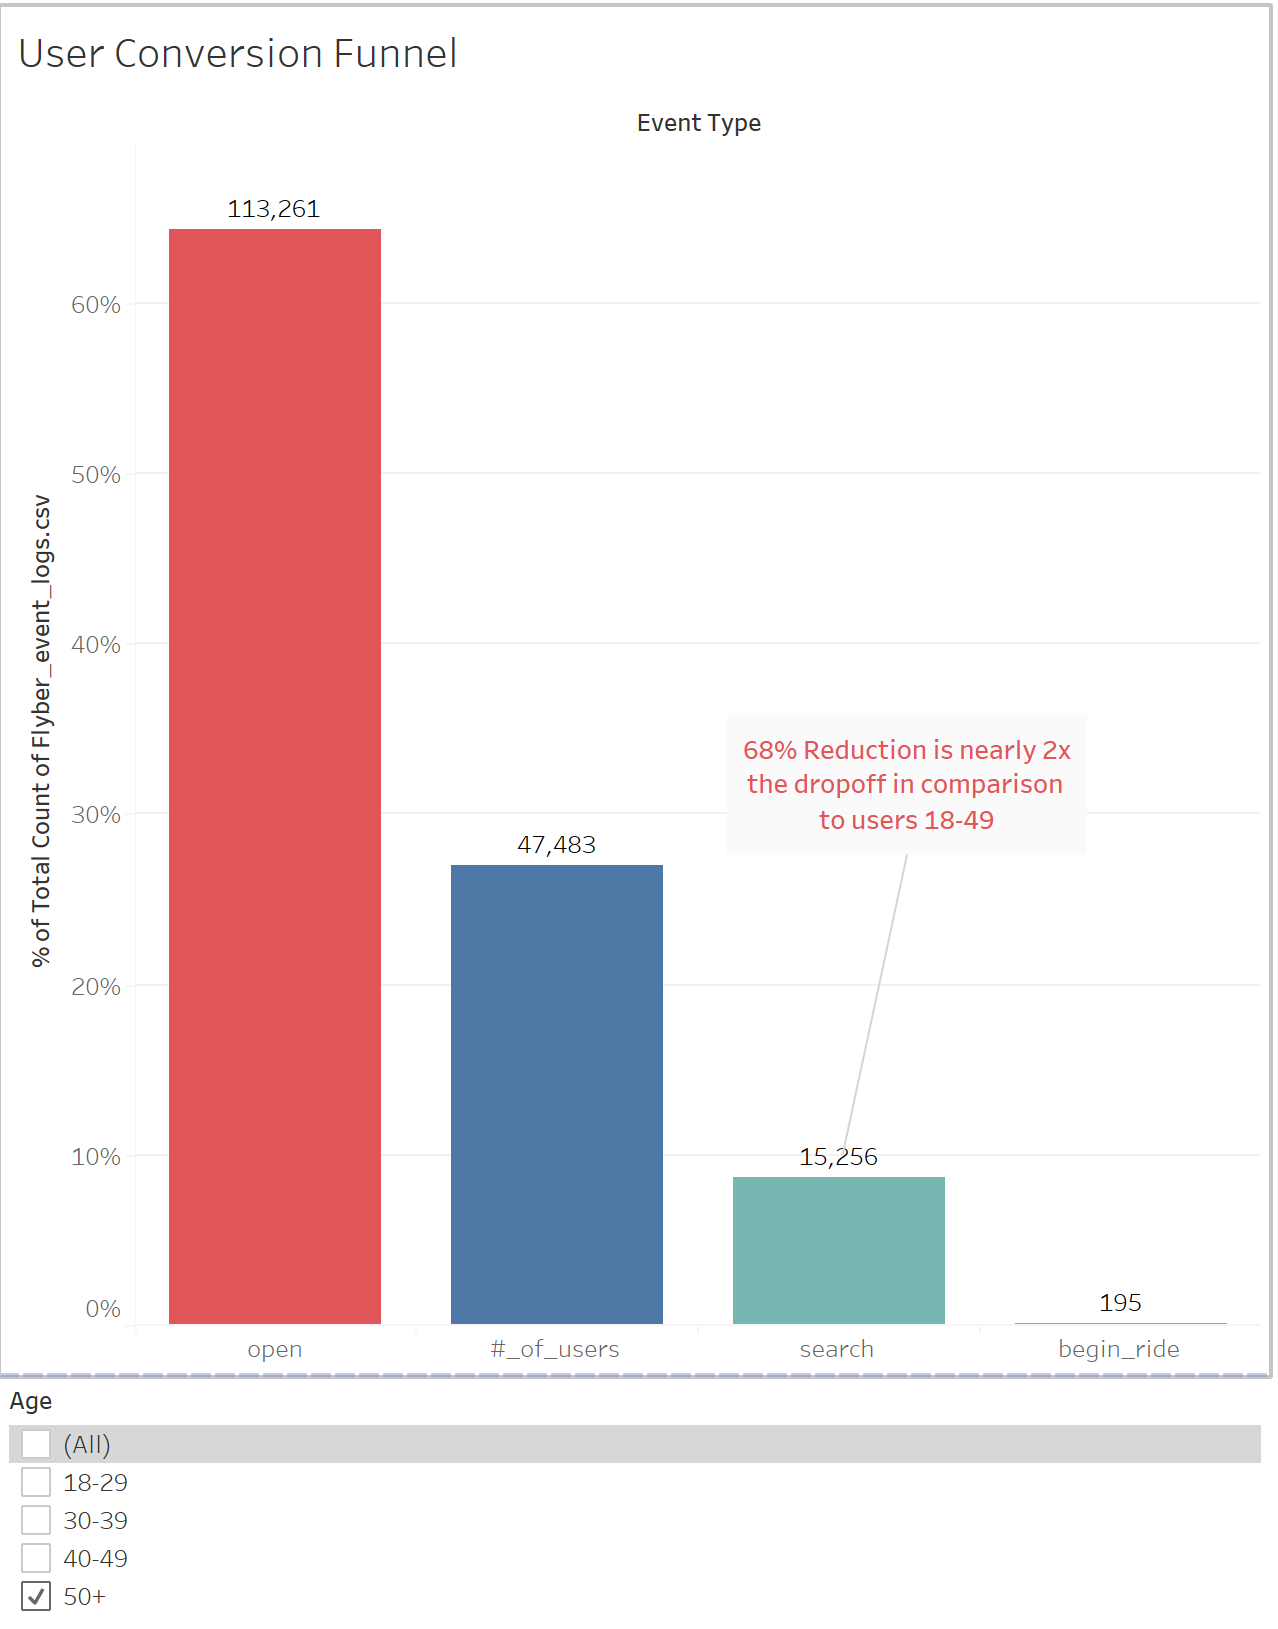 User Conversion Funnel
Event Type
113,261
60%
50%
% of Total Count of Flyber_event_logs.csv
40%
68% Reduction is nearly 2x
the dropoff in comparison
to users 18-49
30%
47,483
20%
10%
15,256
0%
195
open
#_of_users
search
begin_ride
Age
(All)
18-29
30-39
40-49
50+